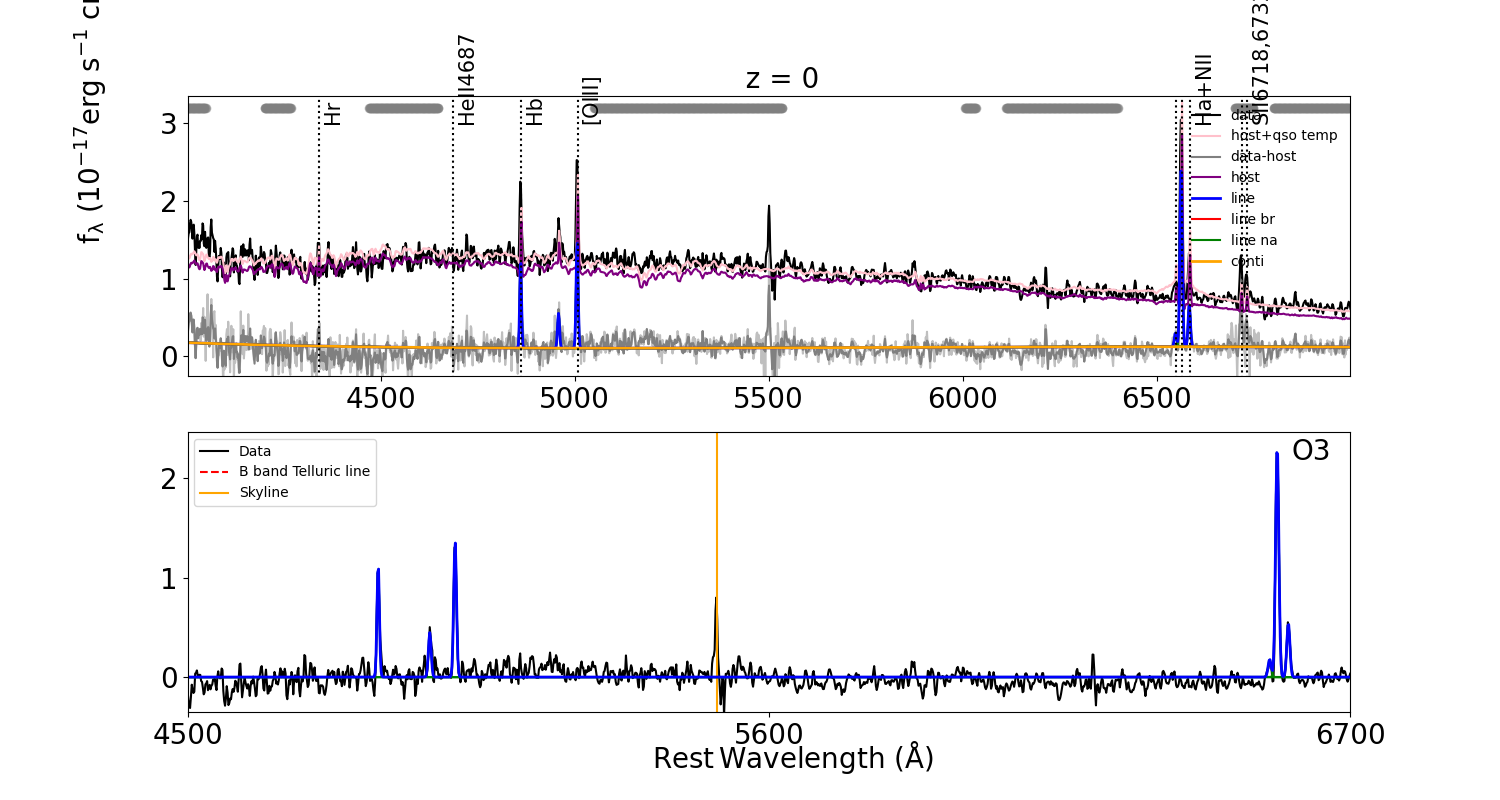 z = 0
f_λ (10^−17 erg s^−1
Hr
HeII4687
Hb
[OIII]
Ha+NII
SII6718,673
data
host+qso temp
data-host
host
line
line br
line na
conti
3
2
1
0
4500 5000 5500 6000 6500
Data
B band Telluric line
Skyline
O3
2
1
0
4500 5600 6700
Rest Wavelength (Å)